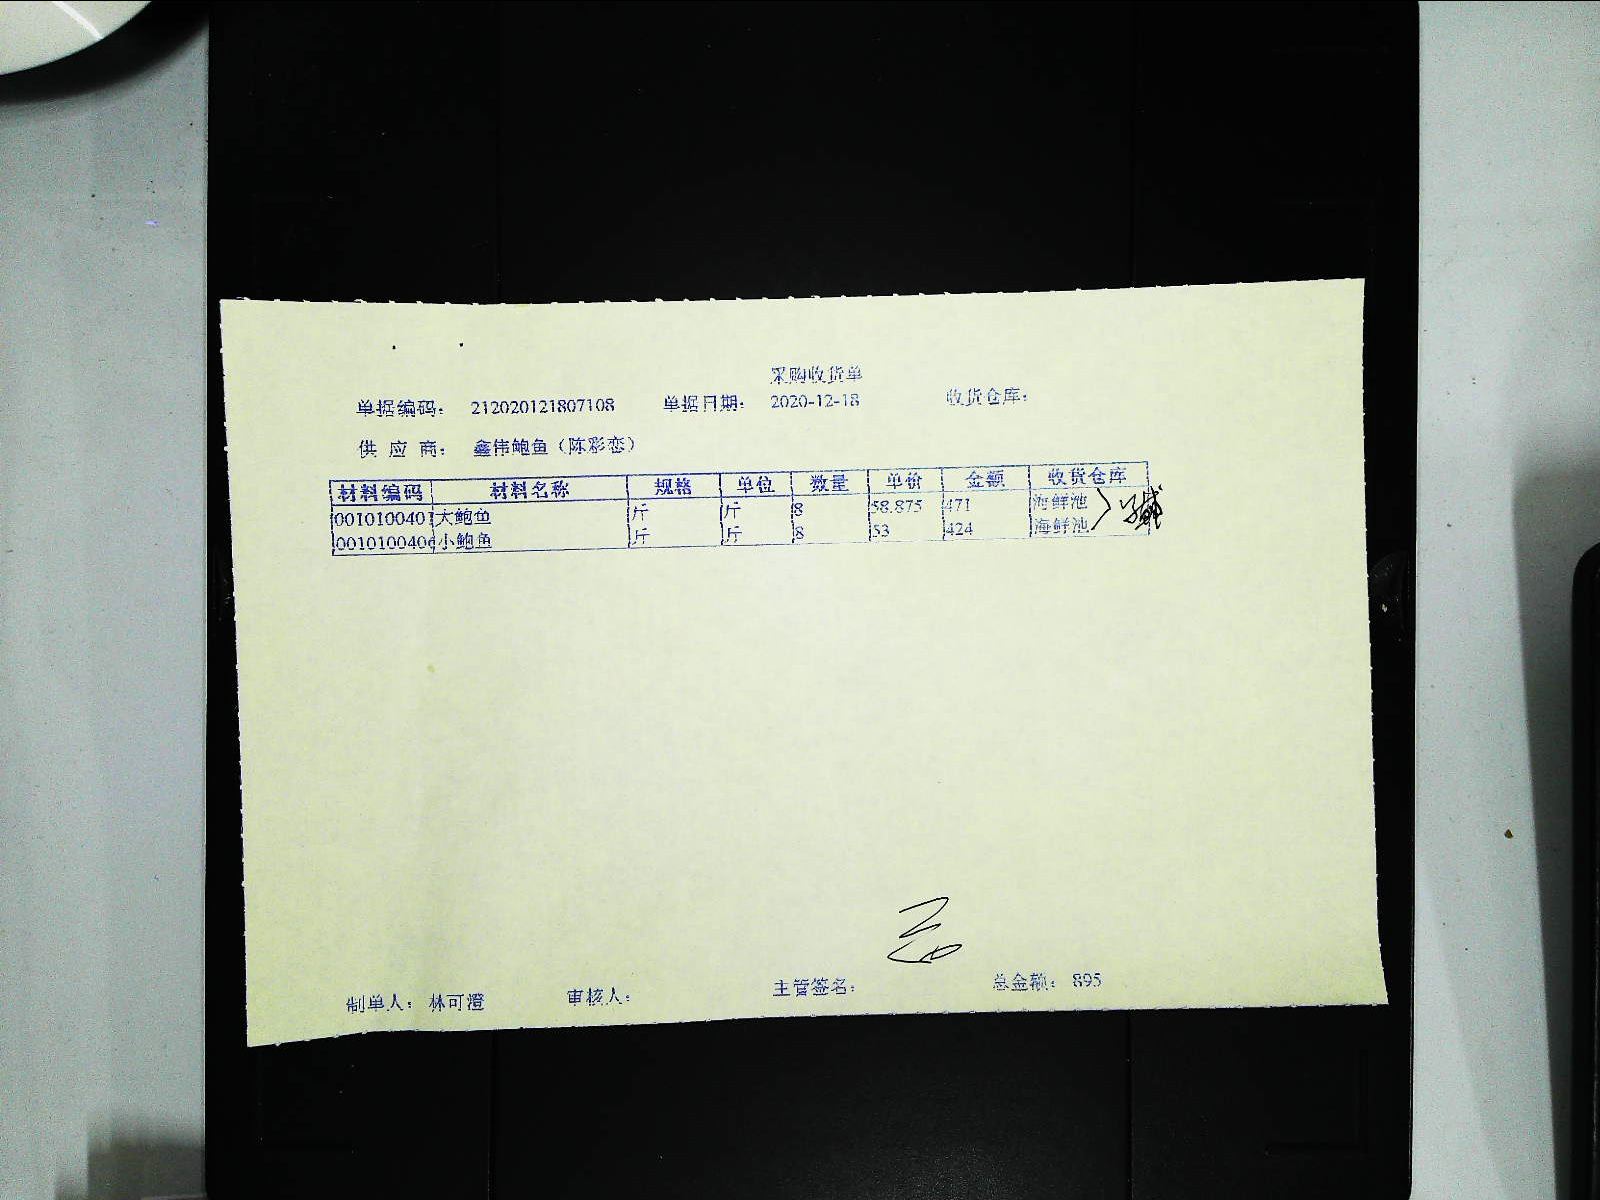 采购收货单
单据编码： 212020121807108 单据日期： 2020-12-18 收货仓库：
供应商： 鑫伟鲍鱼（陈彩恋）
材料编码 材料名称 规格 单位 数量 单价 金额 收货仓库
0010100401 大鲍鱼 斤 斤 8 58.875 471 海鲜池
001010040 小鲍鱼 斤 斤 8 53 424 海鲜池
制单人： 林可澄 审核人： 主管签名： 总金额： 895